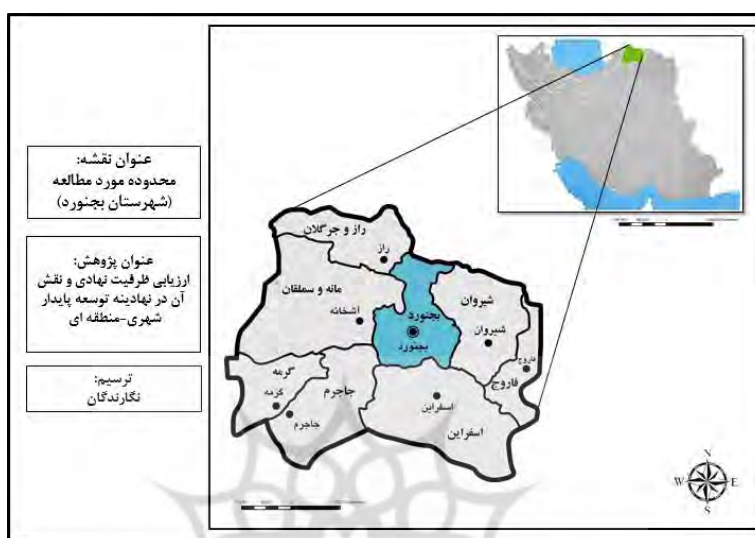 عنوان نقشه:
محدوده مورد مطالعه
(شهرستان بجنورد)
عنوان پژوهش:
ارزیابی ظرفیت نهادی و نقش
آن در نهادینه توسعه پایدار
شهری-منطقه ای
ترسیم:
نگارندگان
راز و جرگلان
راز
مانه و سملقان
آشخانه
بجنورد
بجنورد
شیروان
شیروان
فاروج
فاروج
گرمه
گرمه
جاجرم
جاجرم
اسفراین
اسفراین
N
W E
S